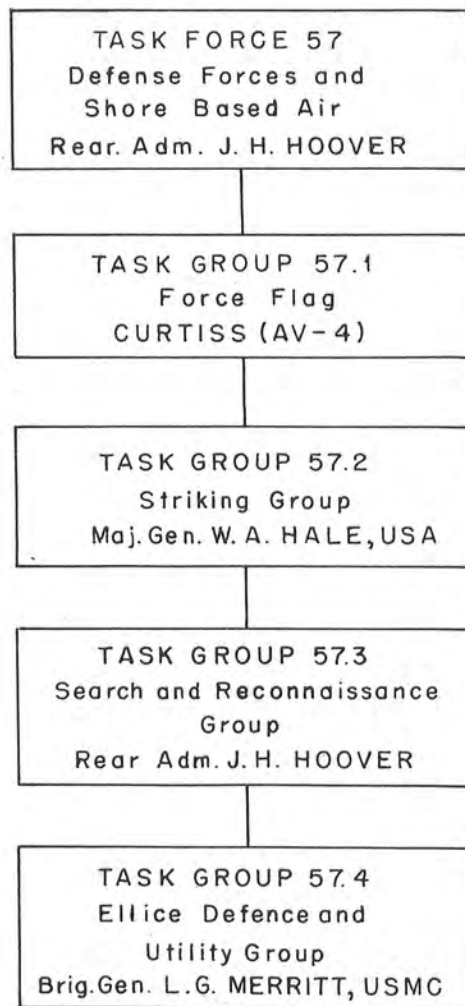 TASK FORCE 57
Defense Forces and
Shore Based Air
Rear. Adm. J. H. HOOVER
TASK GROUP 57.1
Force Flag
CURTISS (AV-4)
TASK GROUP 57.2
Striking Group
Maj. Gen. W. A. HALE, USA
TASK GROUP 57.3
Search and Reconnaissance
Group
Rear Adm. J. H. HOOVER
TASK GROUP 57.4
Ellice Defence and
Utility Group
Brig. Gen. L. G. MERRITT, USMC